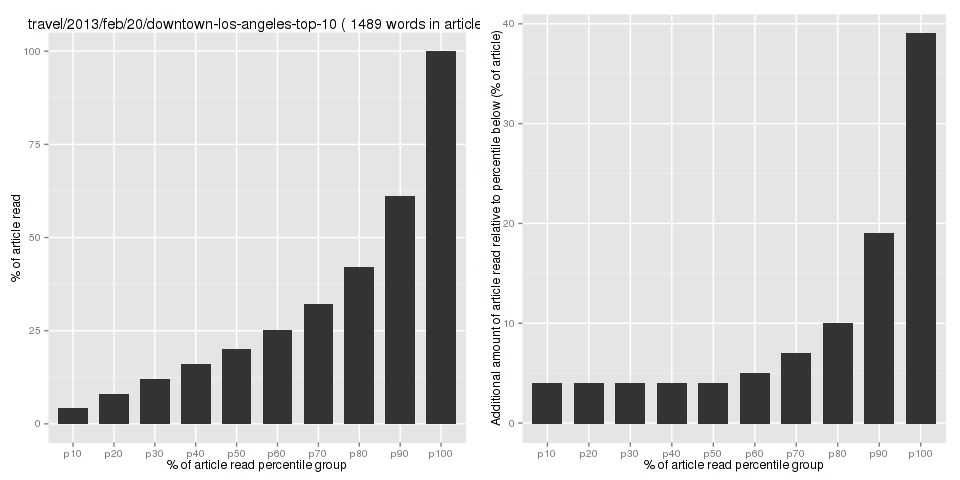 travel/2013/feb/20/downtown-los-angeles-top-10 ( 1489 words in article
100
75
50
25
0
% of article read
p10 p20 p30 p40 p50 p60 p70 p80 p90 p100
% of article read percentile group
40
30
20
10
0
Additional amount of article read relative to percentile below (% of article)
p10 p20 p30 p40 p50 p60 p70 p80 p90 p100
% of article read percentile group